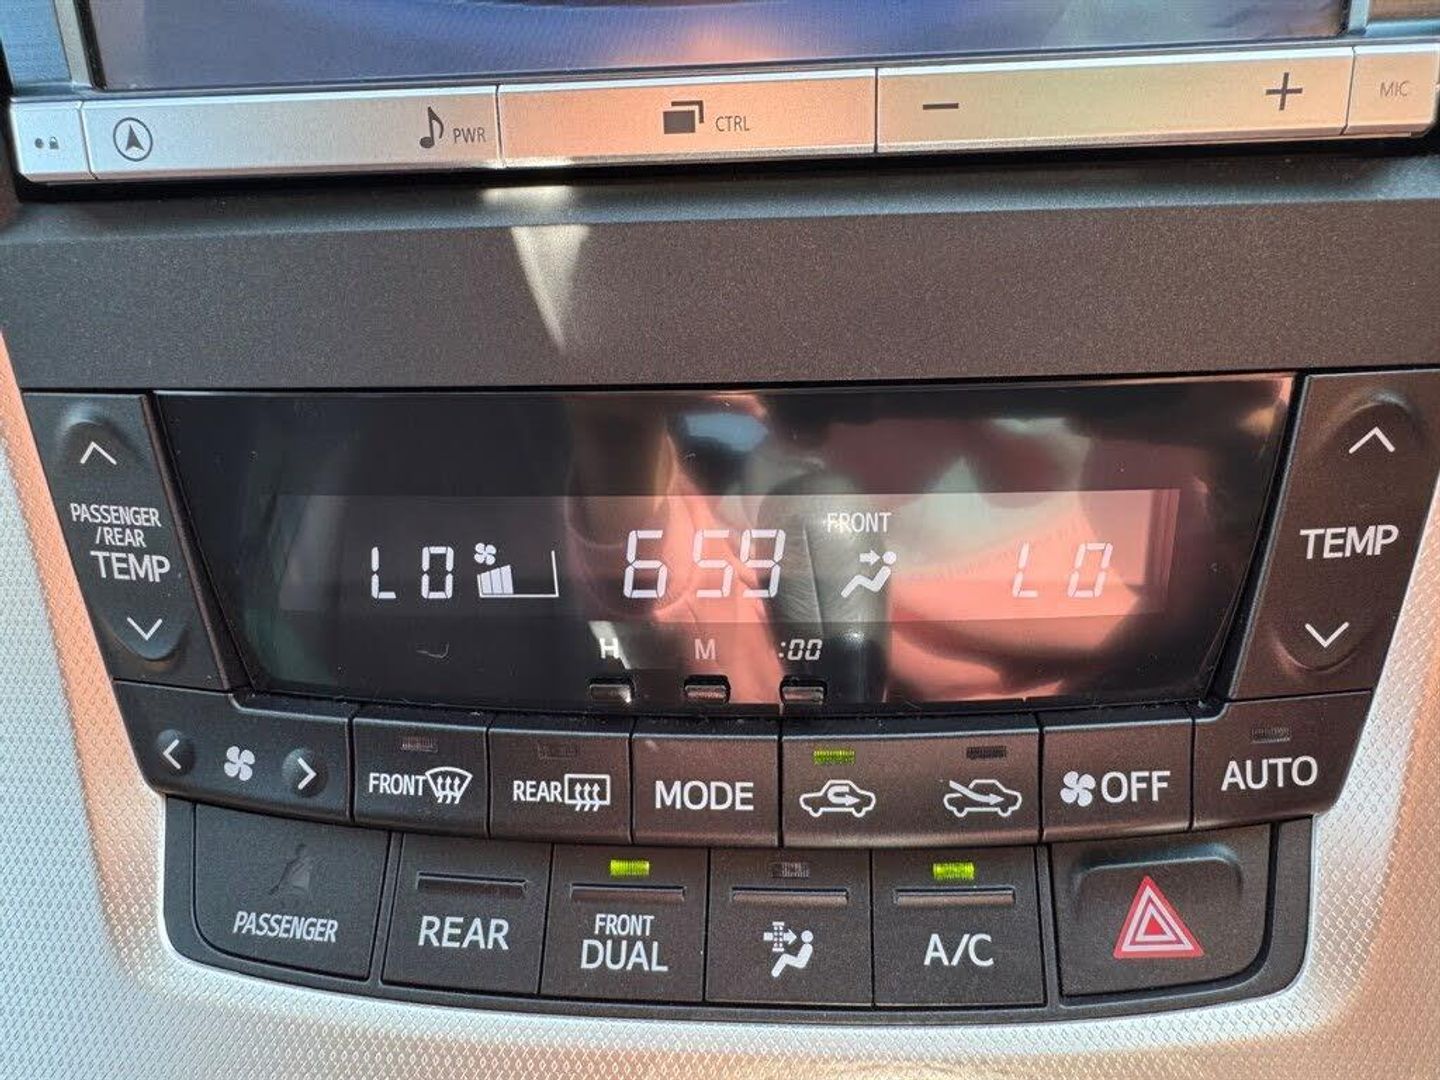 PWR
CTRL
MIC
PASSENGER
/REAR
TEMP
LO
6 59
FRONT
LO
TEMP
H
M
:00
FRONT
REAR
MODE
OFF
AUTO
PASSENGER
REAR
FRONT
DUAL
A/C